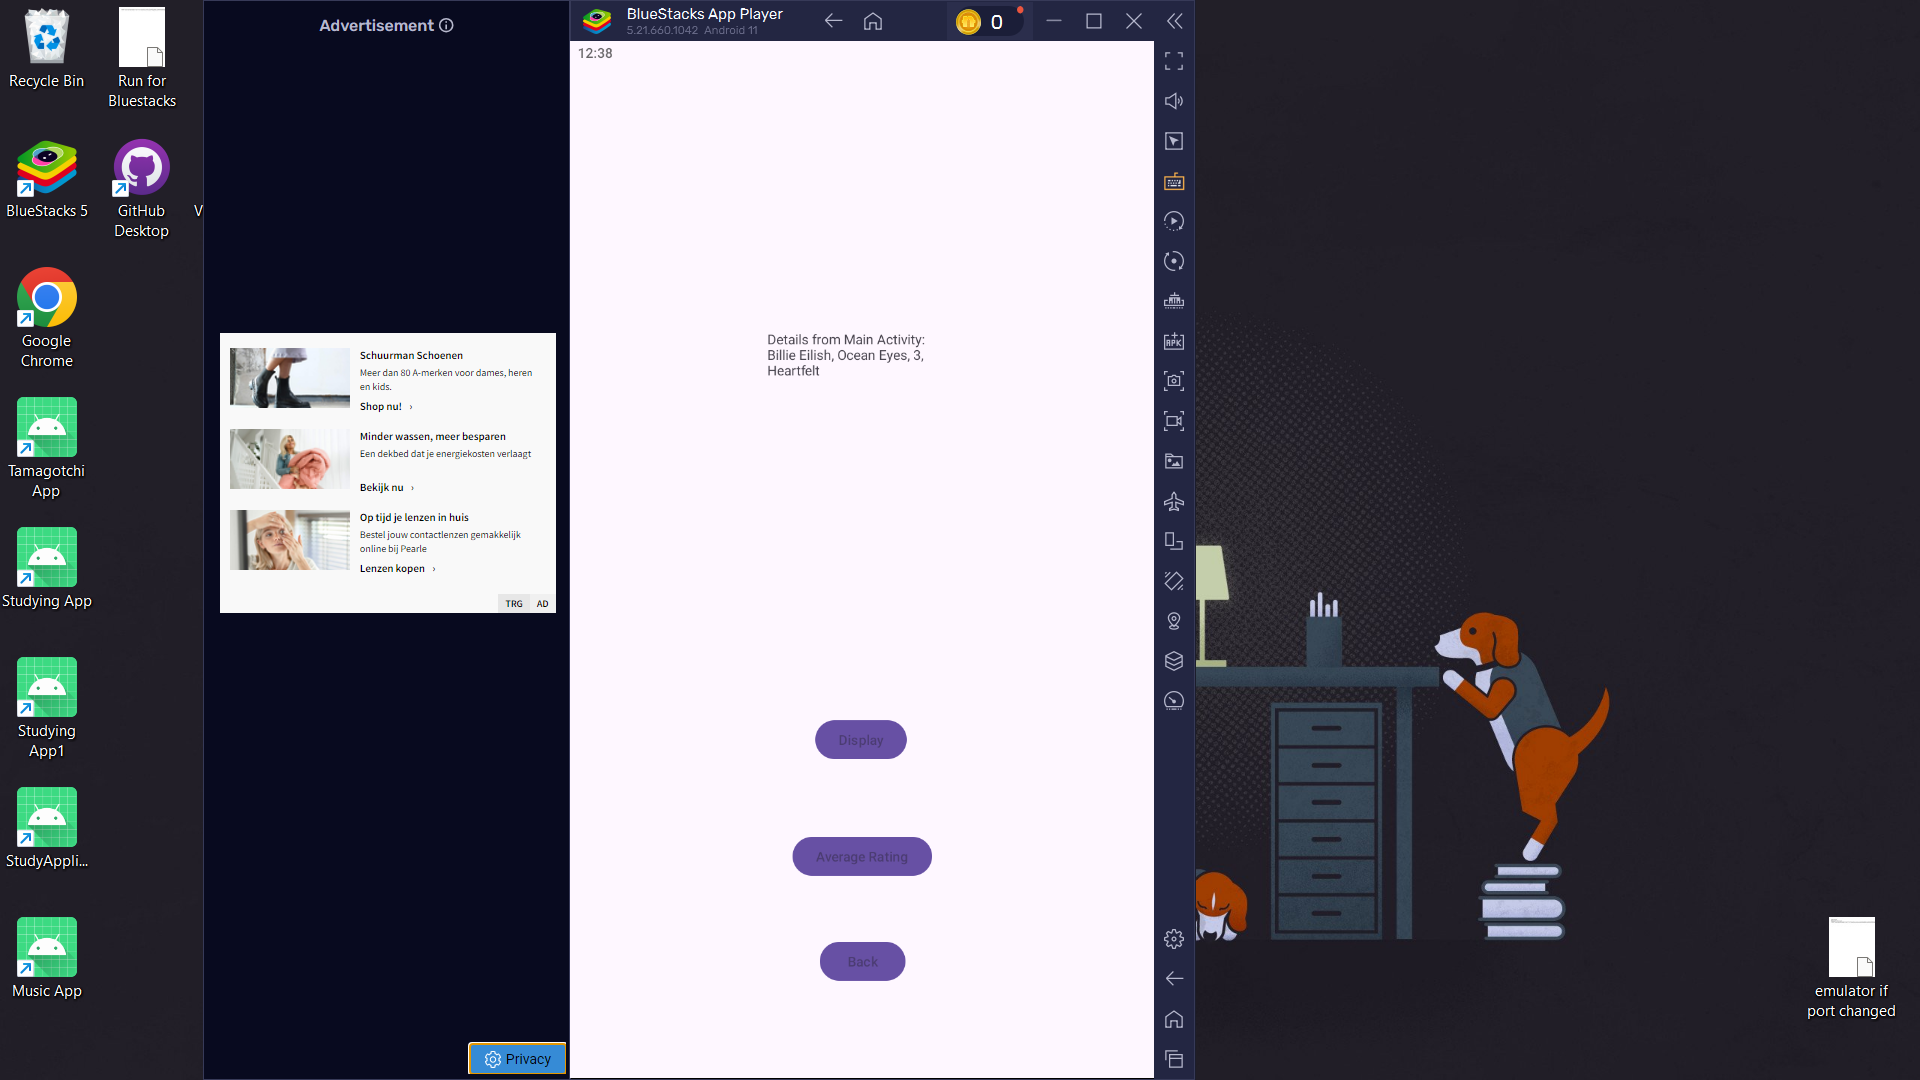 Recycle Bin
Run for
Bluestacks
BlueStacks 5
GitHub
Desktop
V
Google
Chrome
Tamagotchi
App
Studying App
Studying
App1
StudyAppli...
Music App
Advertisement
Schuurman Schoenen
Meer dan 80 A-merken voor dames, heren
en kids.
Shop nu! ›
Minder wassen, meer besparen
Een dekbed dat je energiekosten verlaagt
Bekijk nu ›
Op tijd je lenzen in huis
Bestel jouw contactlenzen gemakkelijk
online bij Pearle
Lenzen kopen ›
TRG AD
Privacy
BlueStacks App Player
5.21.660.1042 Android 11
0
12:38
Details from Main Activity:
Billie Eilish, Ocean Eyes, 3,
Heartfelt
Display
Average Rating
Back
APK
emulator if
port changed